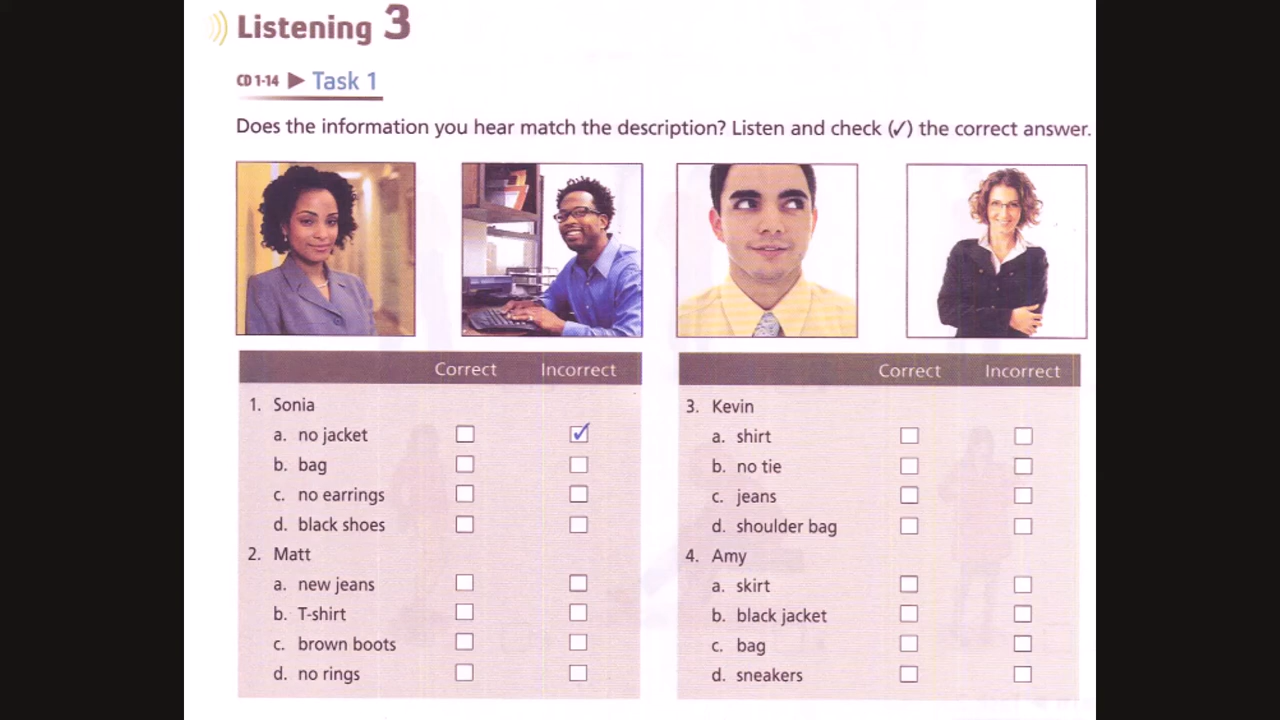 Listening 3
CD 1-14 ▶ Task 1
Does the information you hear match the description? Listen and check (✓) the correct answer.
Correct Incorrect
1. Sonia
a. no jacket ✓
b. bag
c. no earrings
d. black shoes
2. Matt
a. new jeans
b. T-shirt
c. brown boots
d. no rings
Correct Incorrect
3. Kevin
a. shirt
b. no tie
c. jeans
d. shoulder bag
4. Amy
a. skirt
b. black jacket
c. bag
d. sneakers